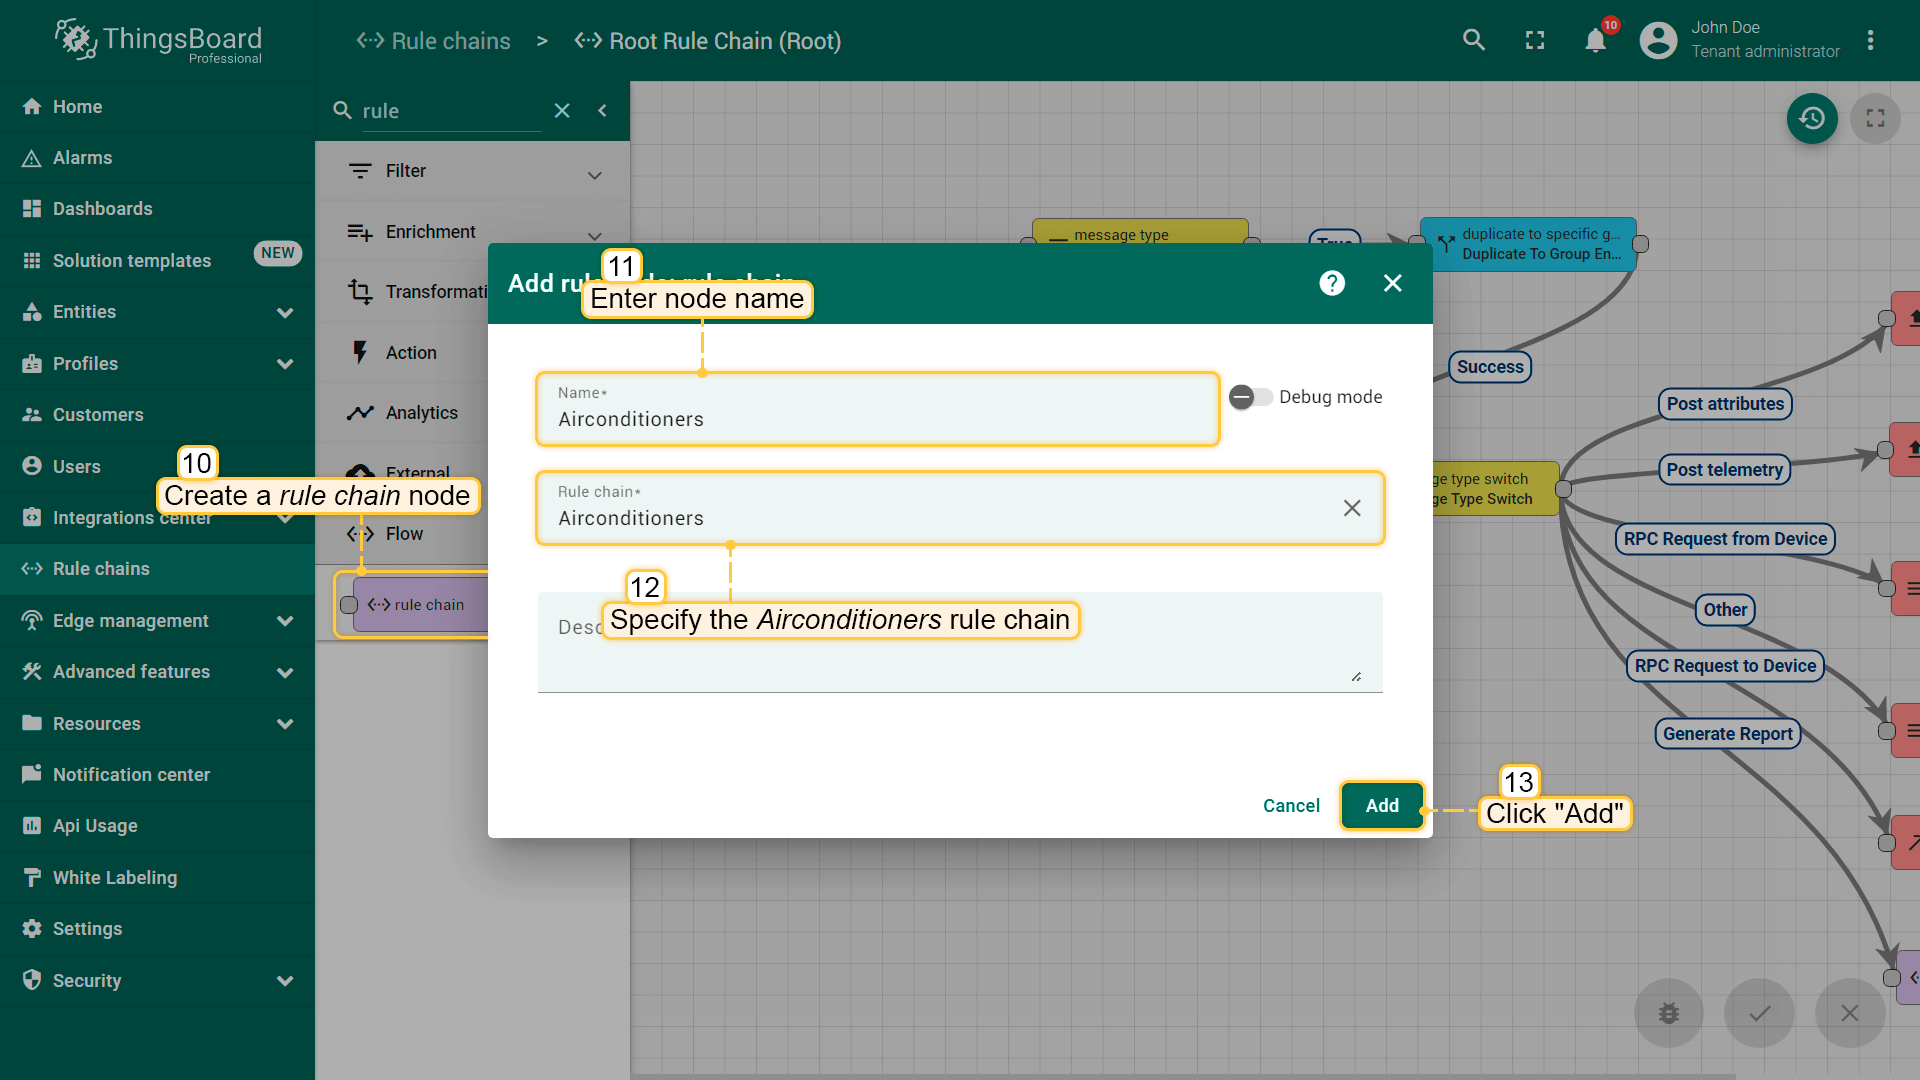 ThingsBoard
Professional
Rule chains > Root Rule Chain (Root)
10
John Doe
Tenant administrator
Home
Alarms
Dashboards
Solution templates
NEW
Entities
Profiles
Customers
Users
Integrations center
Rule chains
Edge management
Advanced features
Resources
Notification center
Api Usage
White Labeling
Settings
Security
rule
Filter
Enrichment
Transformati
Action
Analytics
External
Flow
rule chain
10
Create a rule chain node
message type
True
duplicate to specific g...
Duplicate To Group En...
Success
Post attributes
Post telemetry
ge type switch
ge Type Switch
RPC Request from Device
Other
RPC Request to Device
Generate Report
Add rule node: rule chain
11
Enter node name
Name*
Airconditioners
Debug mode
Rule chain*
Airconditioners
12
Specify the Airconditioners rule chain
Desc
Cancel
Add
13
Click "Add"